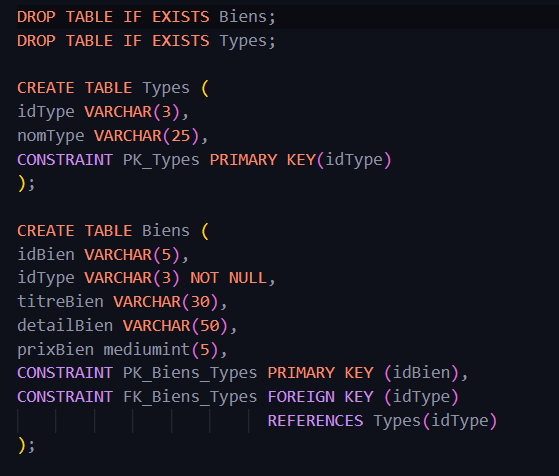 DROP TABLE IF EXISTS Biens;
DROP TABLE IF EXISTS Types;
CREATE TABLE Types (
idType VARCHAR(3),
nomType VARCHAR(25),
CONSTRAINT PK_Types PRIMARY KEY(idType)
);
CREATE TABLE Biens (
idBien VARCHAR(5),
idType VARCHAR(3) NOT NULL,
titreBien VARCHAR(30),
detailBien VARCHAR(50),
prixBien mediumint(5),
CONSTRAINT PK_Biens_Types PRIMARY KEY (idBien),
CONSTRAINT FK_Biens_Types FOREIGN KEY (idType)
REFERENCES Types(idType)
);